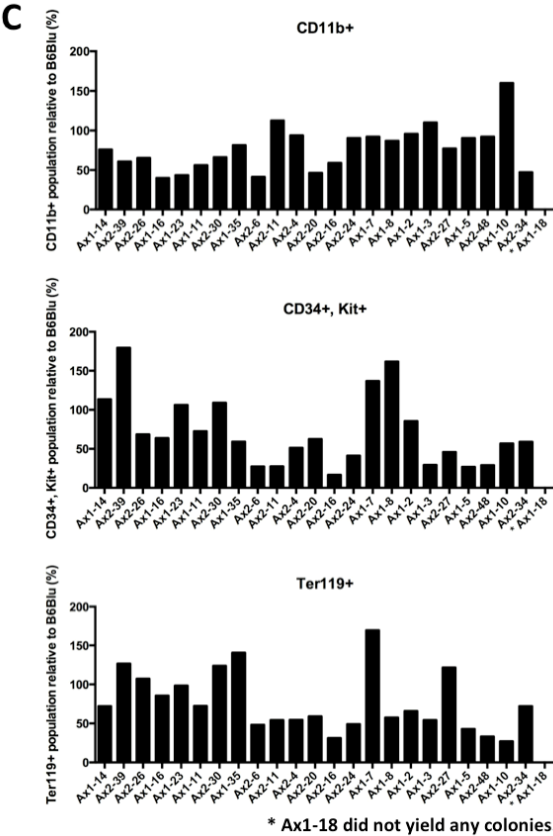 C
CD11b+
CD11b+ population relative to B6Blu (%)
200
150
100
50
0
Ax1-14
Ax2-39
Ax2-26
Ax1-16
Ax1-23
Ax1-11
Ax2-30
Ax1-35
Ax2-6
Ax2-11
Ax2-4
Ax2-20
Ax2-16
Ax2-24
Ax1-7
Ax1-8
Ax1-2
Ax1-3
Ax2-27
Ax1-5
Ax2-48
Ax1-10
Ax2-34
* Ax1-18
CD34+, Kit+
CD34+, Kit+ population relative to B6Blu (%)
200
150
100
50
0
Ax1-14
Ax2-39
Ax2-26
Ax1-16
Ax1-23
Ax1-11
Ax2-30
Ax1-35
Ax2-6
Ax2-11
Ax2-4
Ax2-20
Ax2-16
Ax2-24
Ax1-7
Ax1-8
Ax1-2
Ax1-3
Ax2-27
Ax1-5
Ax2-48
Ax1-10
Ax2-34
* Ax1-18
Ter119+
Ter119+ population relative to B6Blu (%)
200
150
100
50
0
Ax1-14
Ax2-39
Ax2-26
Ax1-16
Ax1-23
Ax1-11
Ax2-30
Ax1-35
Ax2-6
Ax2-11
Ax2-4
Ax2-20
Ax2-16
Ax2-24
Ax1-7
Ax1-8
Ax1-2
Ax1-3
Ax2-27
Ax1-5
Ax2-48
Ax1-10
Ax2-34
* Ax1-18
* Ax1-18 did not yield any colonies